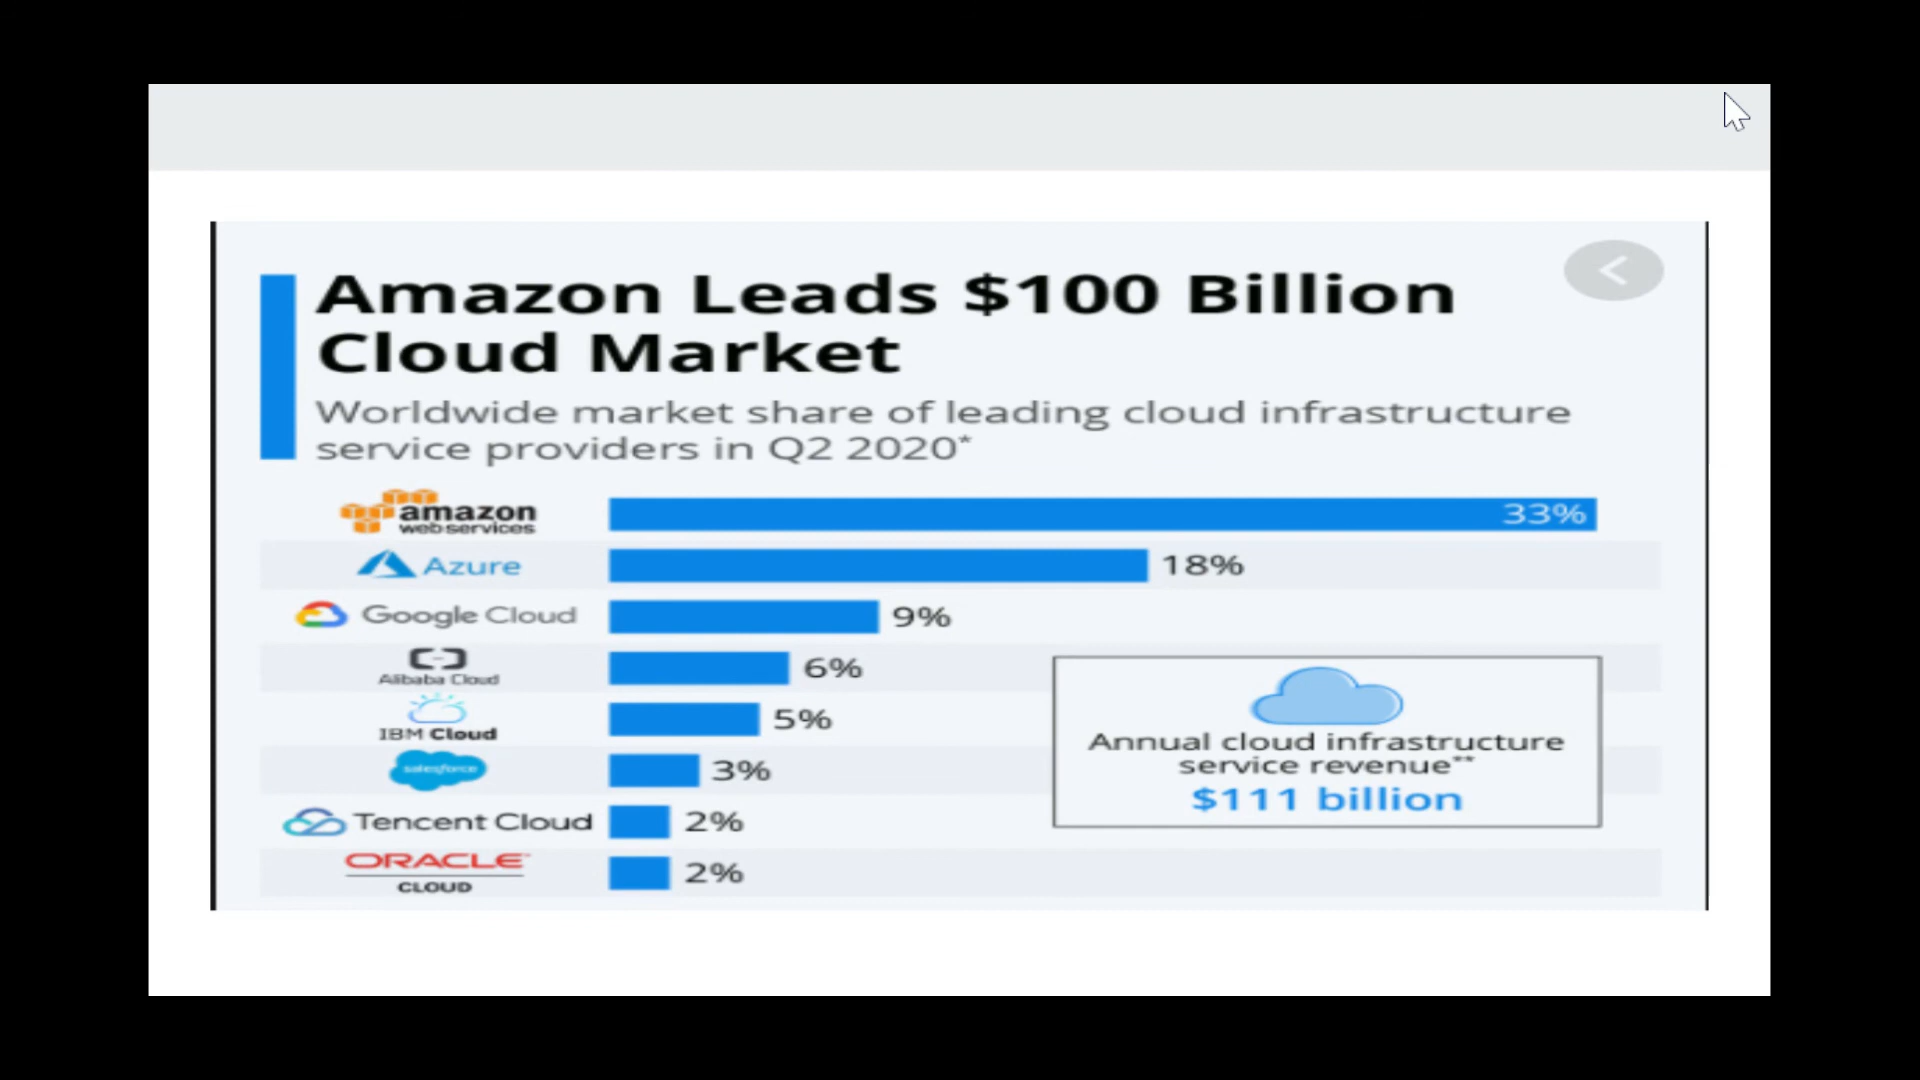 Amazon Leads $100 Billion
Cloud Market
Worldwide market share of leading cloud infrastructure
service providers in Q2 2020*
amazon
webservices
33%
Azure
18%
Google Cloud
9%
Alibaba Cloud
6%
IBM Cloud
5%
salesforce
3%
Tencent Cloud
2%
ORACLE
CLOUD
2%
Annual cloud infrastructure
service revenue**
$111 billion